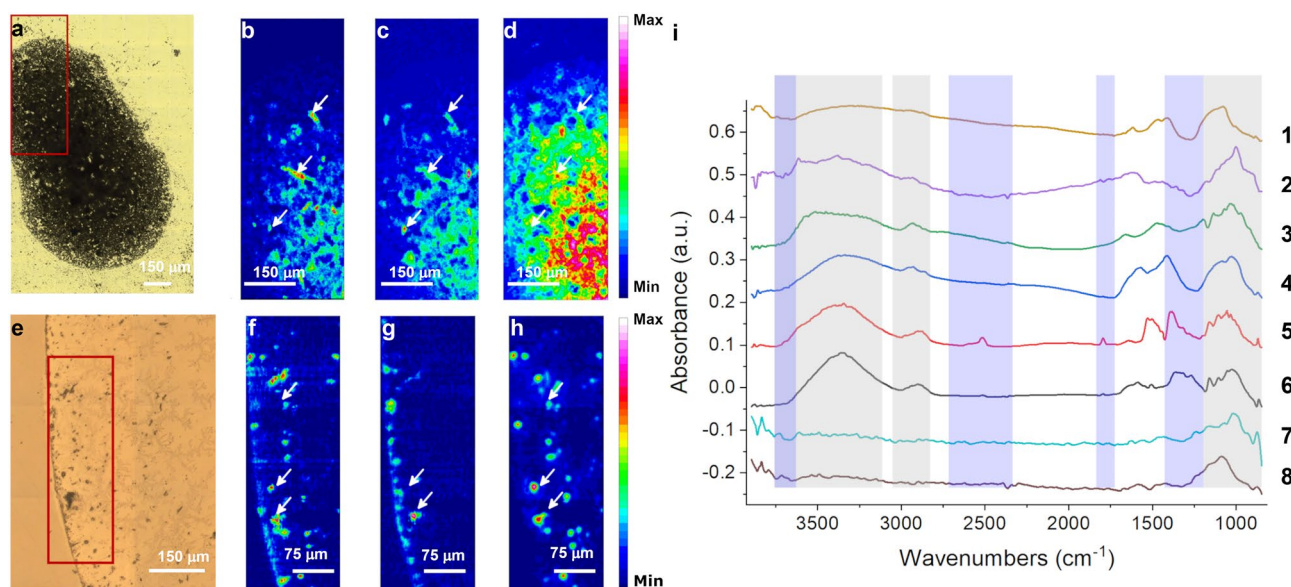 a
150 µm
b
150 µm
c
150 µm
d
150 µm
Max
Min
e
150 µm
f
75 µm
g
75 µm
h
75 µm
Max
Min
i
Absorbance (a.u.)
0.6
0.5
0.4
0.3
0.2
0.1
0.0
-0.1
-0.2
1
2
3
4
5
6
7
8
3500 3000 2500 2000 1500 1000
Wavenumbers (cm⁻¹)